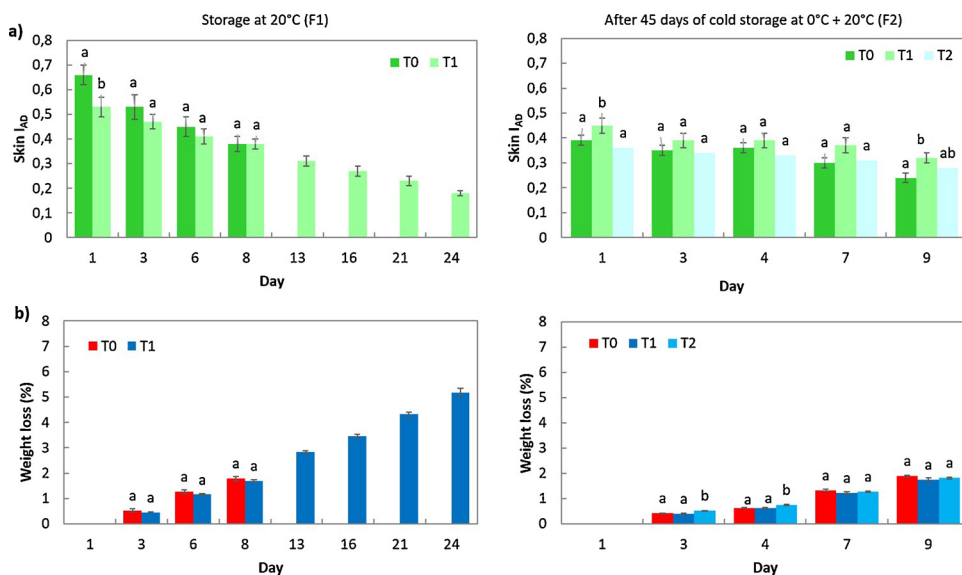 Storage at 20°C (F1)
After 45 days of cold storage at 0°C + 20°C (F2)
a)
0,8
0,7
0,6
0,5
0,4
0,3
0,2
0,1
0
Skin I_AD
T0 T1
a b a a a a a a
1 3 6 8 13 16 21 24
Day
0,8
0,7
0,6
0,5
0,4
0,3
0,2
0,1
0
Skin I_AD
T0 T1 T2
a b a a a a a a a a a a a b ab
1 3 4 7 9
Day
b)
8
7
6
5
4
3
2
1
0
Weight loss (%)
T0 T1
a a a a a a
1 3 6 8 13 16 21 24
Day
8
7
6
5
4
3
2
1
0
Weight loss (%)
T0 T1 T2
a a b a a b a a a a a a
1 3 4 7 9
Day